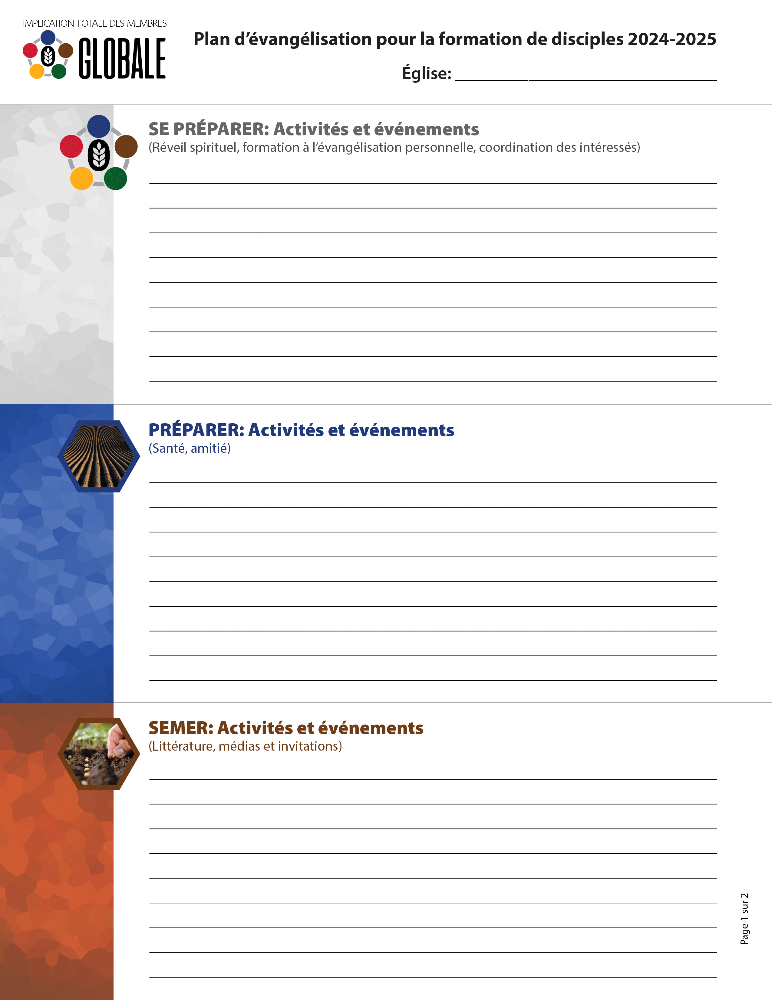 IMPLICATION TOTALE DES MEMBRES
GLOBALE
Plan d’évangélisation pour la formation de disciples 2024-2025
Église:
SE PRÉPARER: Activités et événements
(Réveil spirituel, formation à l’évangélisation personnelle, coordination des intéressés)
PRÉPARER: Activités et événements
(Santé, amitié)
SEMER: Activités et événements
(Littérature, médias et invitations)
Page 1 sur 2